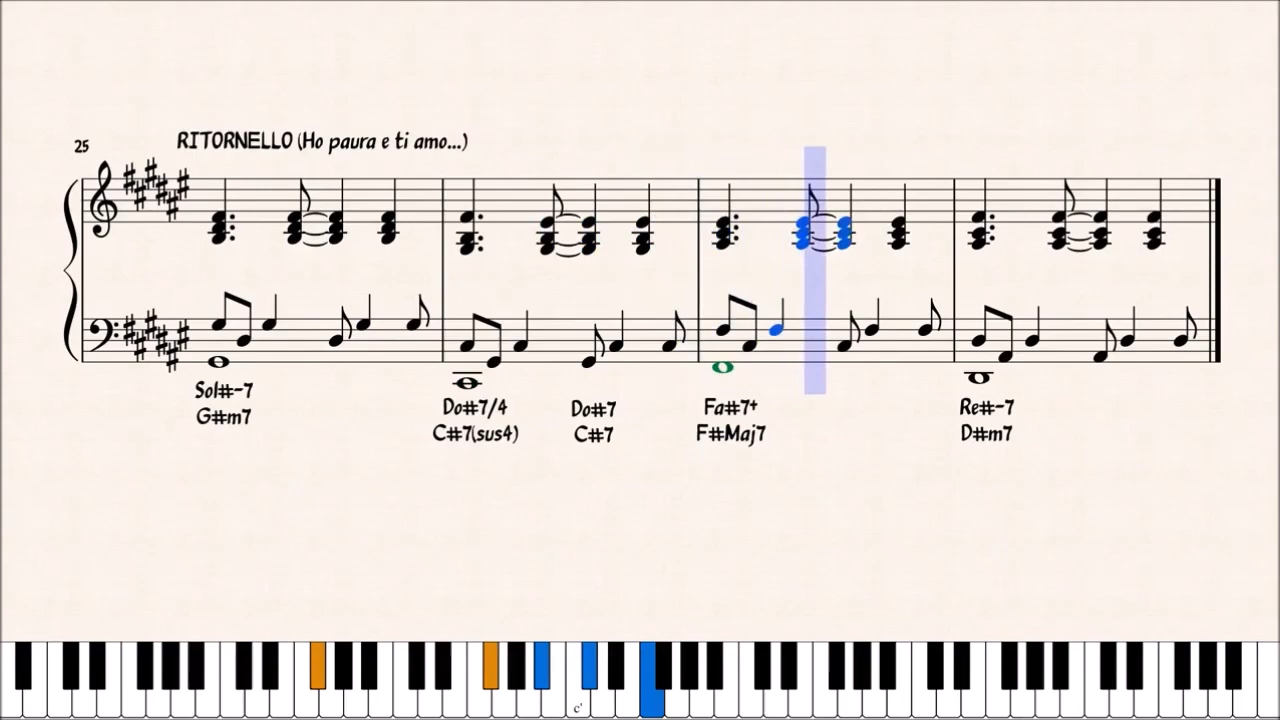 RITORNELLO (Ho paura e ti amo...)
25
Sol#-7
G#m7
Do#7/4 Do#7
C#7(sus4) C#7
Fa#7+
F#Maj7
Re#-7
D#m7
c'